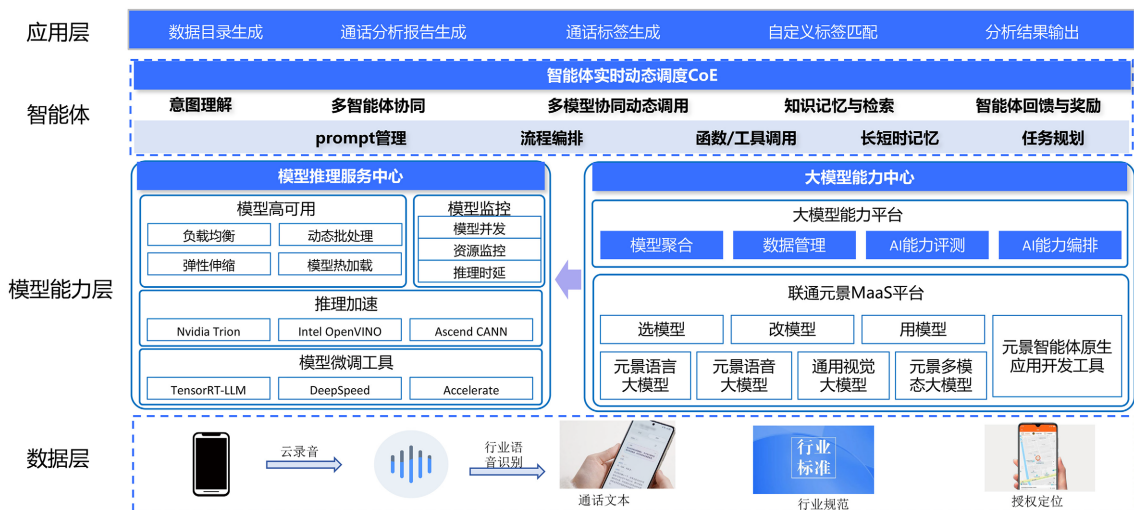 应用层
数据目录生成 通话分析报告生成 通话标签生成 自定义标签匹配 分析结果输出
智能体
智能体实时动态调度CoE
意图理解 多智能体协同 多模型协同动态调用 知识记忆与检索 智能体回馈与奖励
prompt管理 流程编排 函数/工具调用 长短时记忆 任务规划
模型能力层
模型推理服务中心
模型高可用
负载均衡 动态批处理
弹性伸缩 模型热加载
模型监控
模型并发
资源监控
推理时延
推理加速
Nvidia Trion Intel OpenVINO Ascend CANN
模型微调工具
TensorRT-LLM DeepSpeed Accelerate
大模型能力中心
大模型能力平台
模型聚合 数据管理 AI能力评测 AI能力编排
联通元景MaaS平台
选模型 改模型 用模型
元景语言
大模型
元景语音
大模型
通用视觉
大模型
元景多模
态大模型
元景智能体原生
应用开发工具
数据层
云录音
行业语
音识别
通话文本
行业
标准
行业规范
授权定位